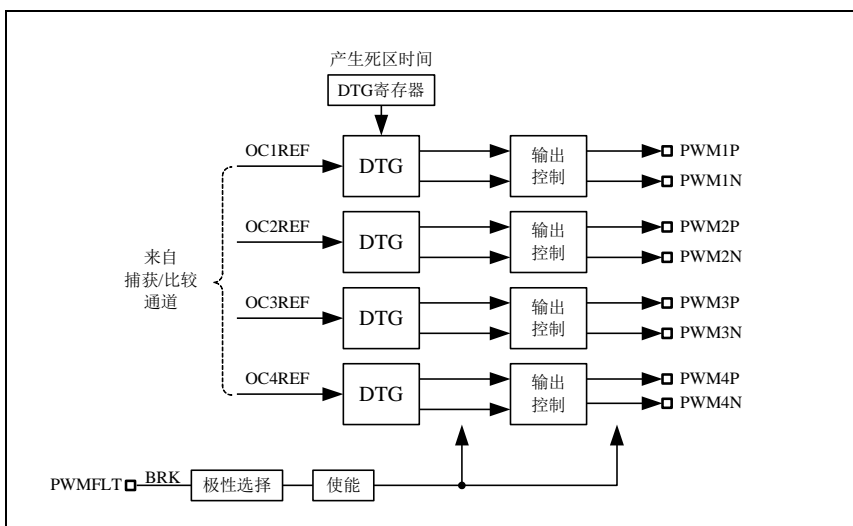 产生死区时间
DTG寄存器
OC1REF
DTG
输出
控制
PWM1P
PWM1N
OC2REF
DTG
输出
控制
PWM2P
PWM2N
来自
捕获/比较
通道
OC3REF
DTG
输出
控制
PWM3P
PWM3N
OC4REF
DTG
输出
控制
PWM4P
PWM4N
PWMFLT
BRK
极性选择
使能